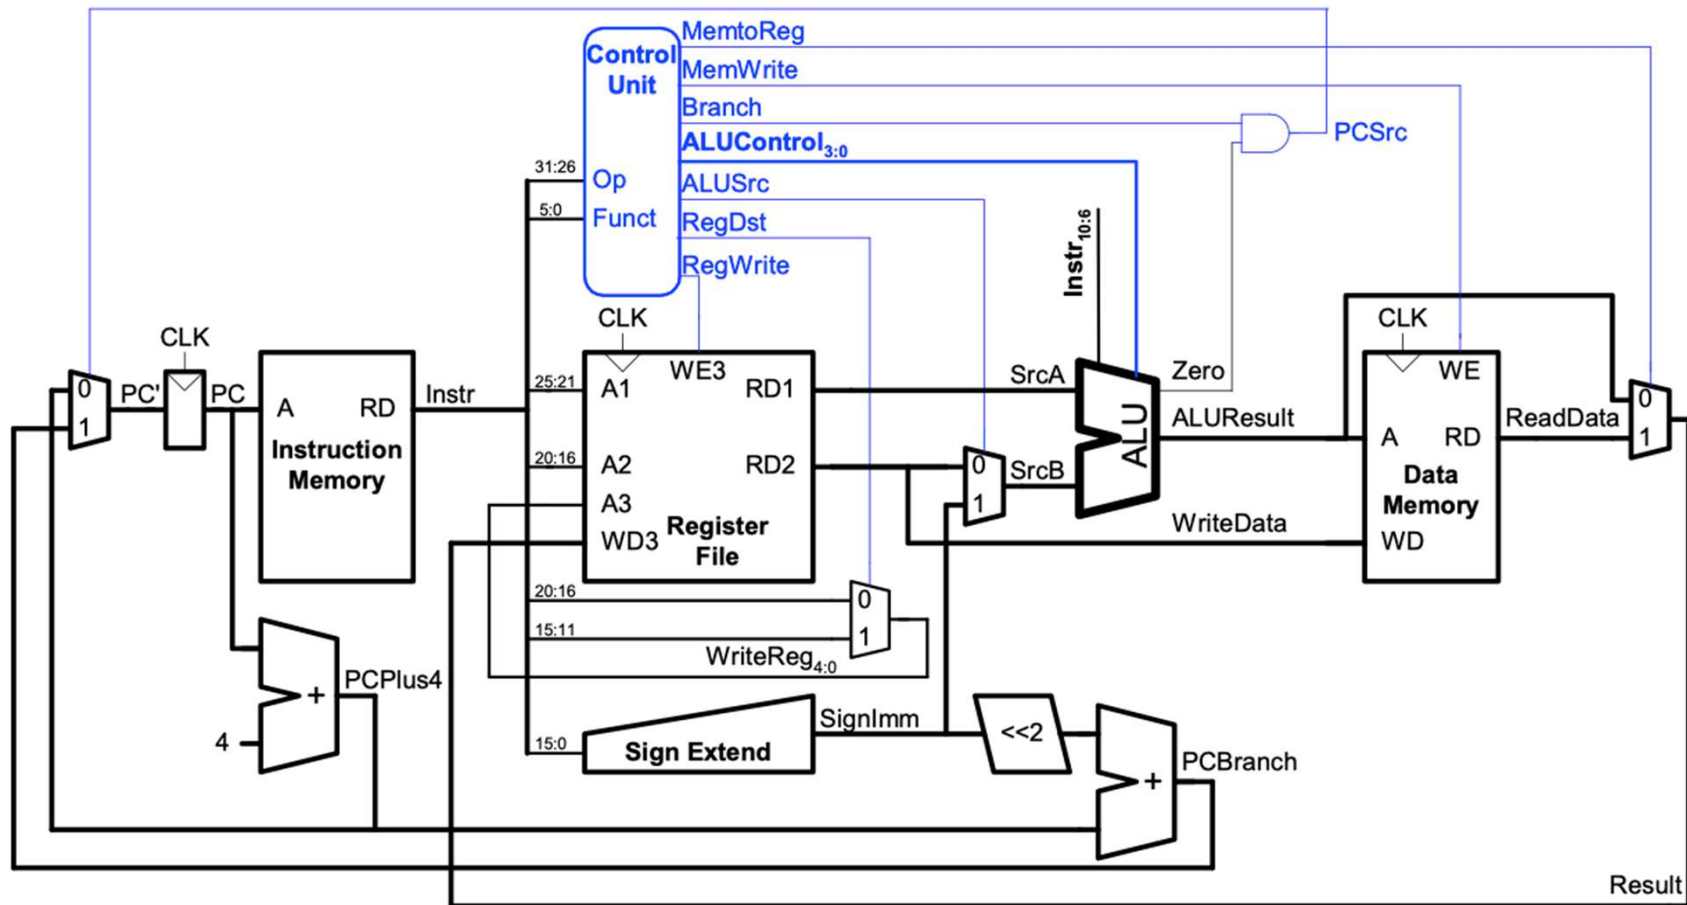 MemtoReg
Control
Unit
MemWrite
Branch
PCSrc
ALUControl3:0
31:26
Op
ALUSrc
5:0
Funct
RegDst
Instr10:6
RegWrite
CLK
CLK
CLK
WE3
Zero
WE
0
PC'
PC
A
RD
Instr
25:21
A1
RD1
SrcA
0
1
Instruction
Memory
ALU
ALUResult
A
RD
ReadData
1
20:16
A2
RD2
0
SrcB
1
Data
Memory
A3
Register
File
WD3
WriteData
WD
20:16
0
15:11
1
WriteReg4:0
PCPlus4
+
4
15:0
Sign Extend
SignImm
<<2
PCBranch
+
Result